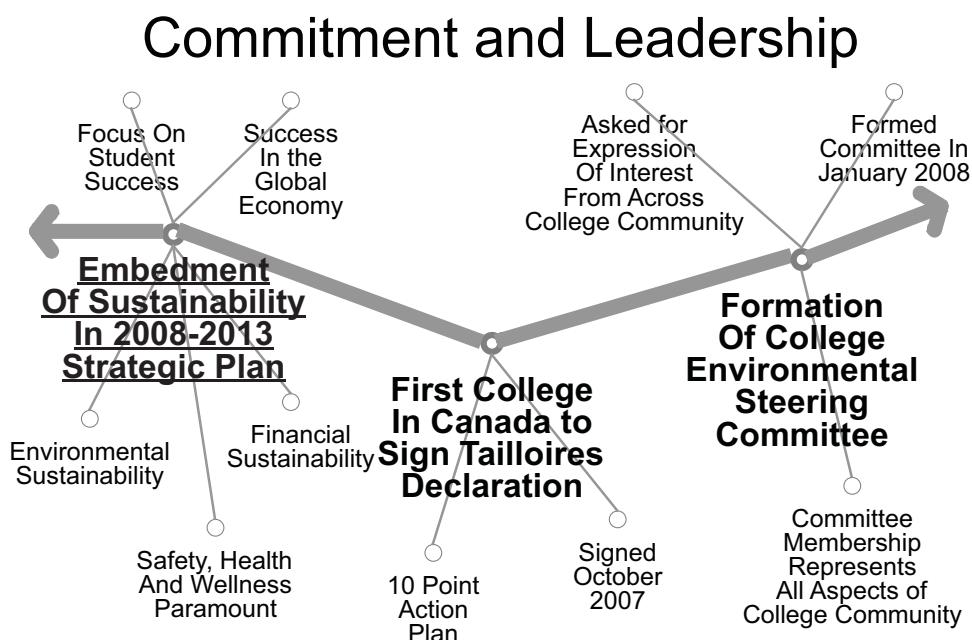 Commitment and Leadership
Focus On
Student
Success
Success
In the
Global
Economy
Asked for
Expression
Of Interest
From Across
College Community
Formed
Committee In
January 2008
Embedment
Of Sustainability
In 2008-2013
Strategic Plan
Environmental
Sustainability
Safety, Health
And Wellness
Paramount
Financial
Sustainability
First College
In Canada to
Sign Tailloires
Declaration
10 Point
Action
Plan
Signed
October
2007
Formation
Of College
Environmental
Steering
Committee
Committee
Membership
Represents
All Aspects of
College Community